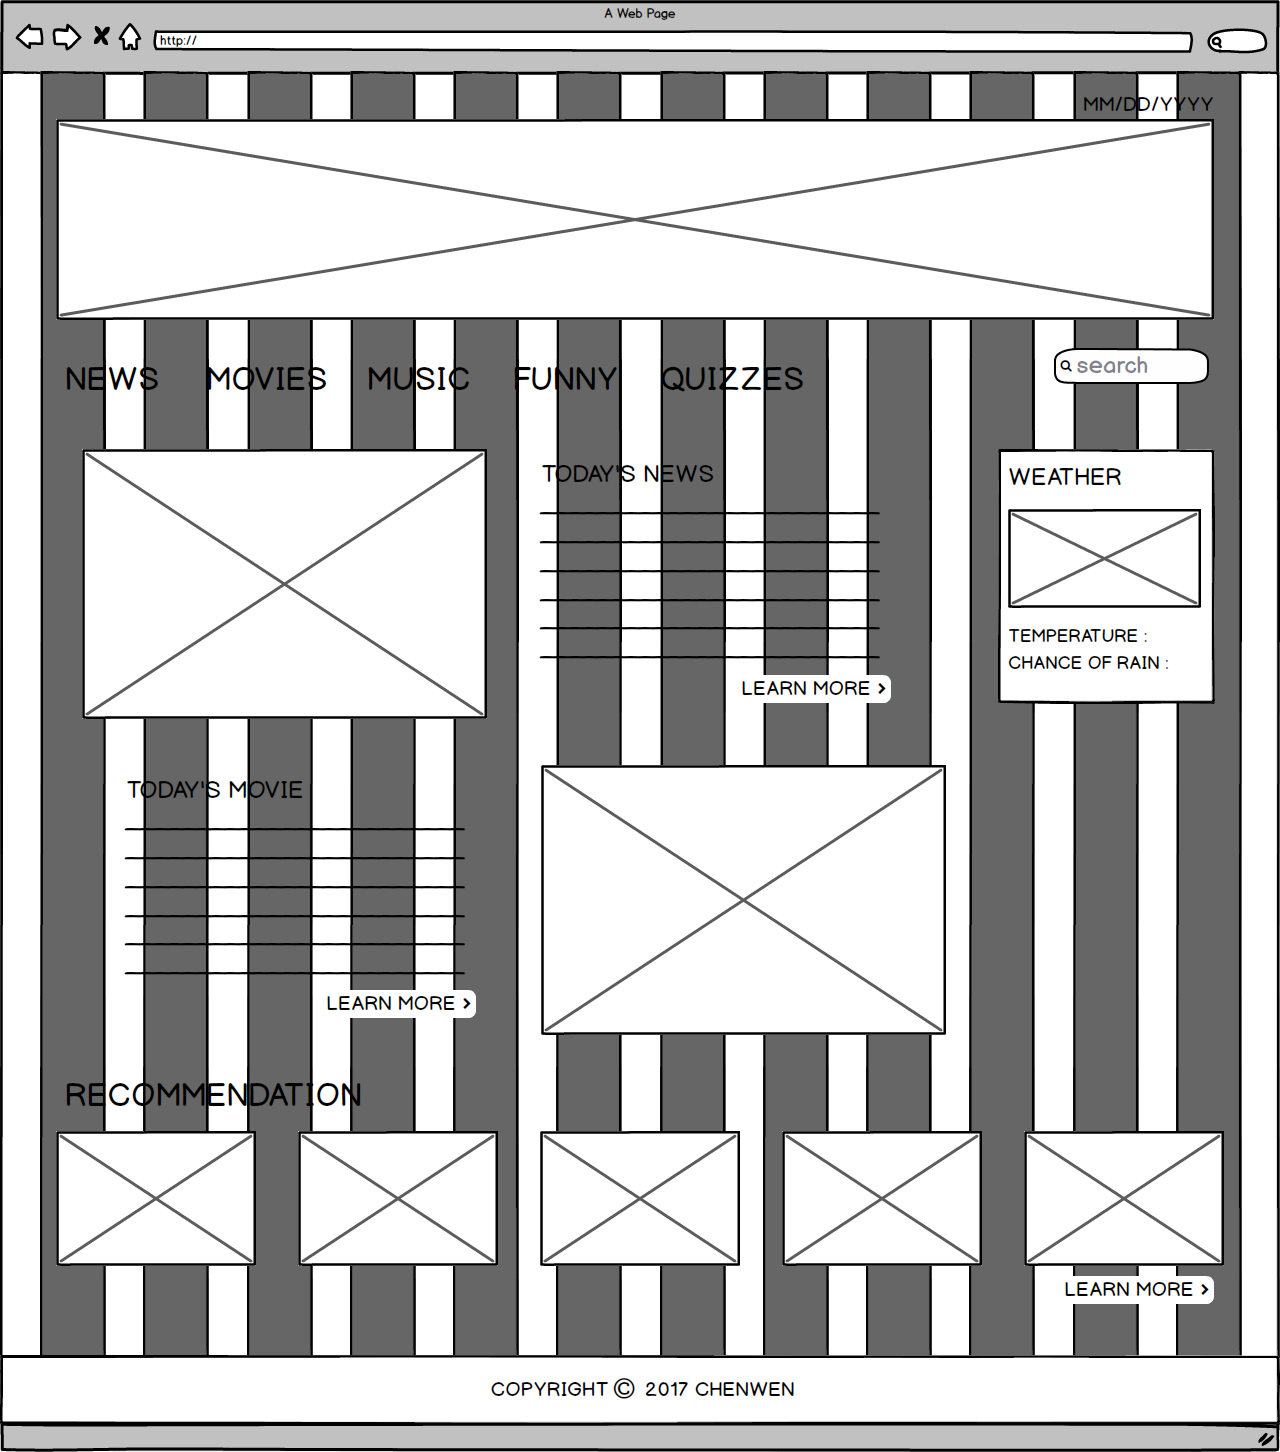 A Web Page
http://
MM/DD/YYYY
NEWS MOVIES MUSIC FUNNY QUIZZES
search
TODAY'S NEWS
LEARN MORE >
WEATHER
TEMPERATURE :
CHANCE OF RAIN :
TODAY'S MOVIE
LEARN MORE >
RECOMMENDATION
LEARN MORE >
COPYRIGHT © 2017 CHENWEN